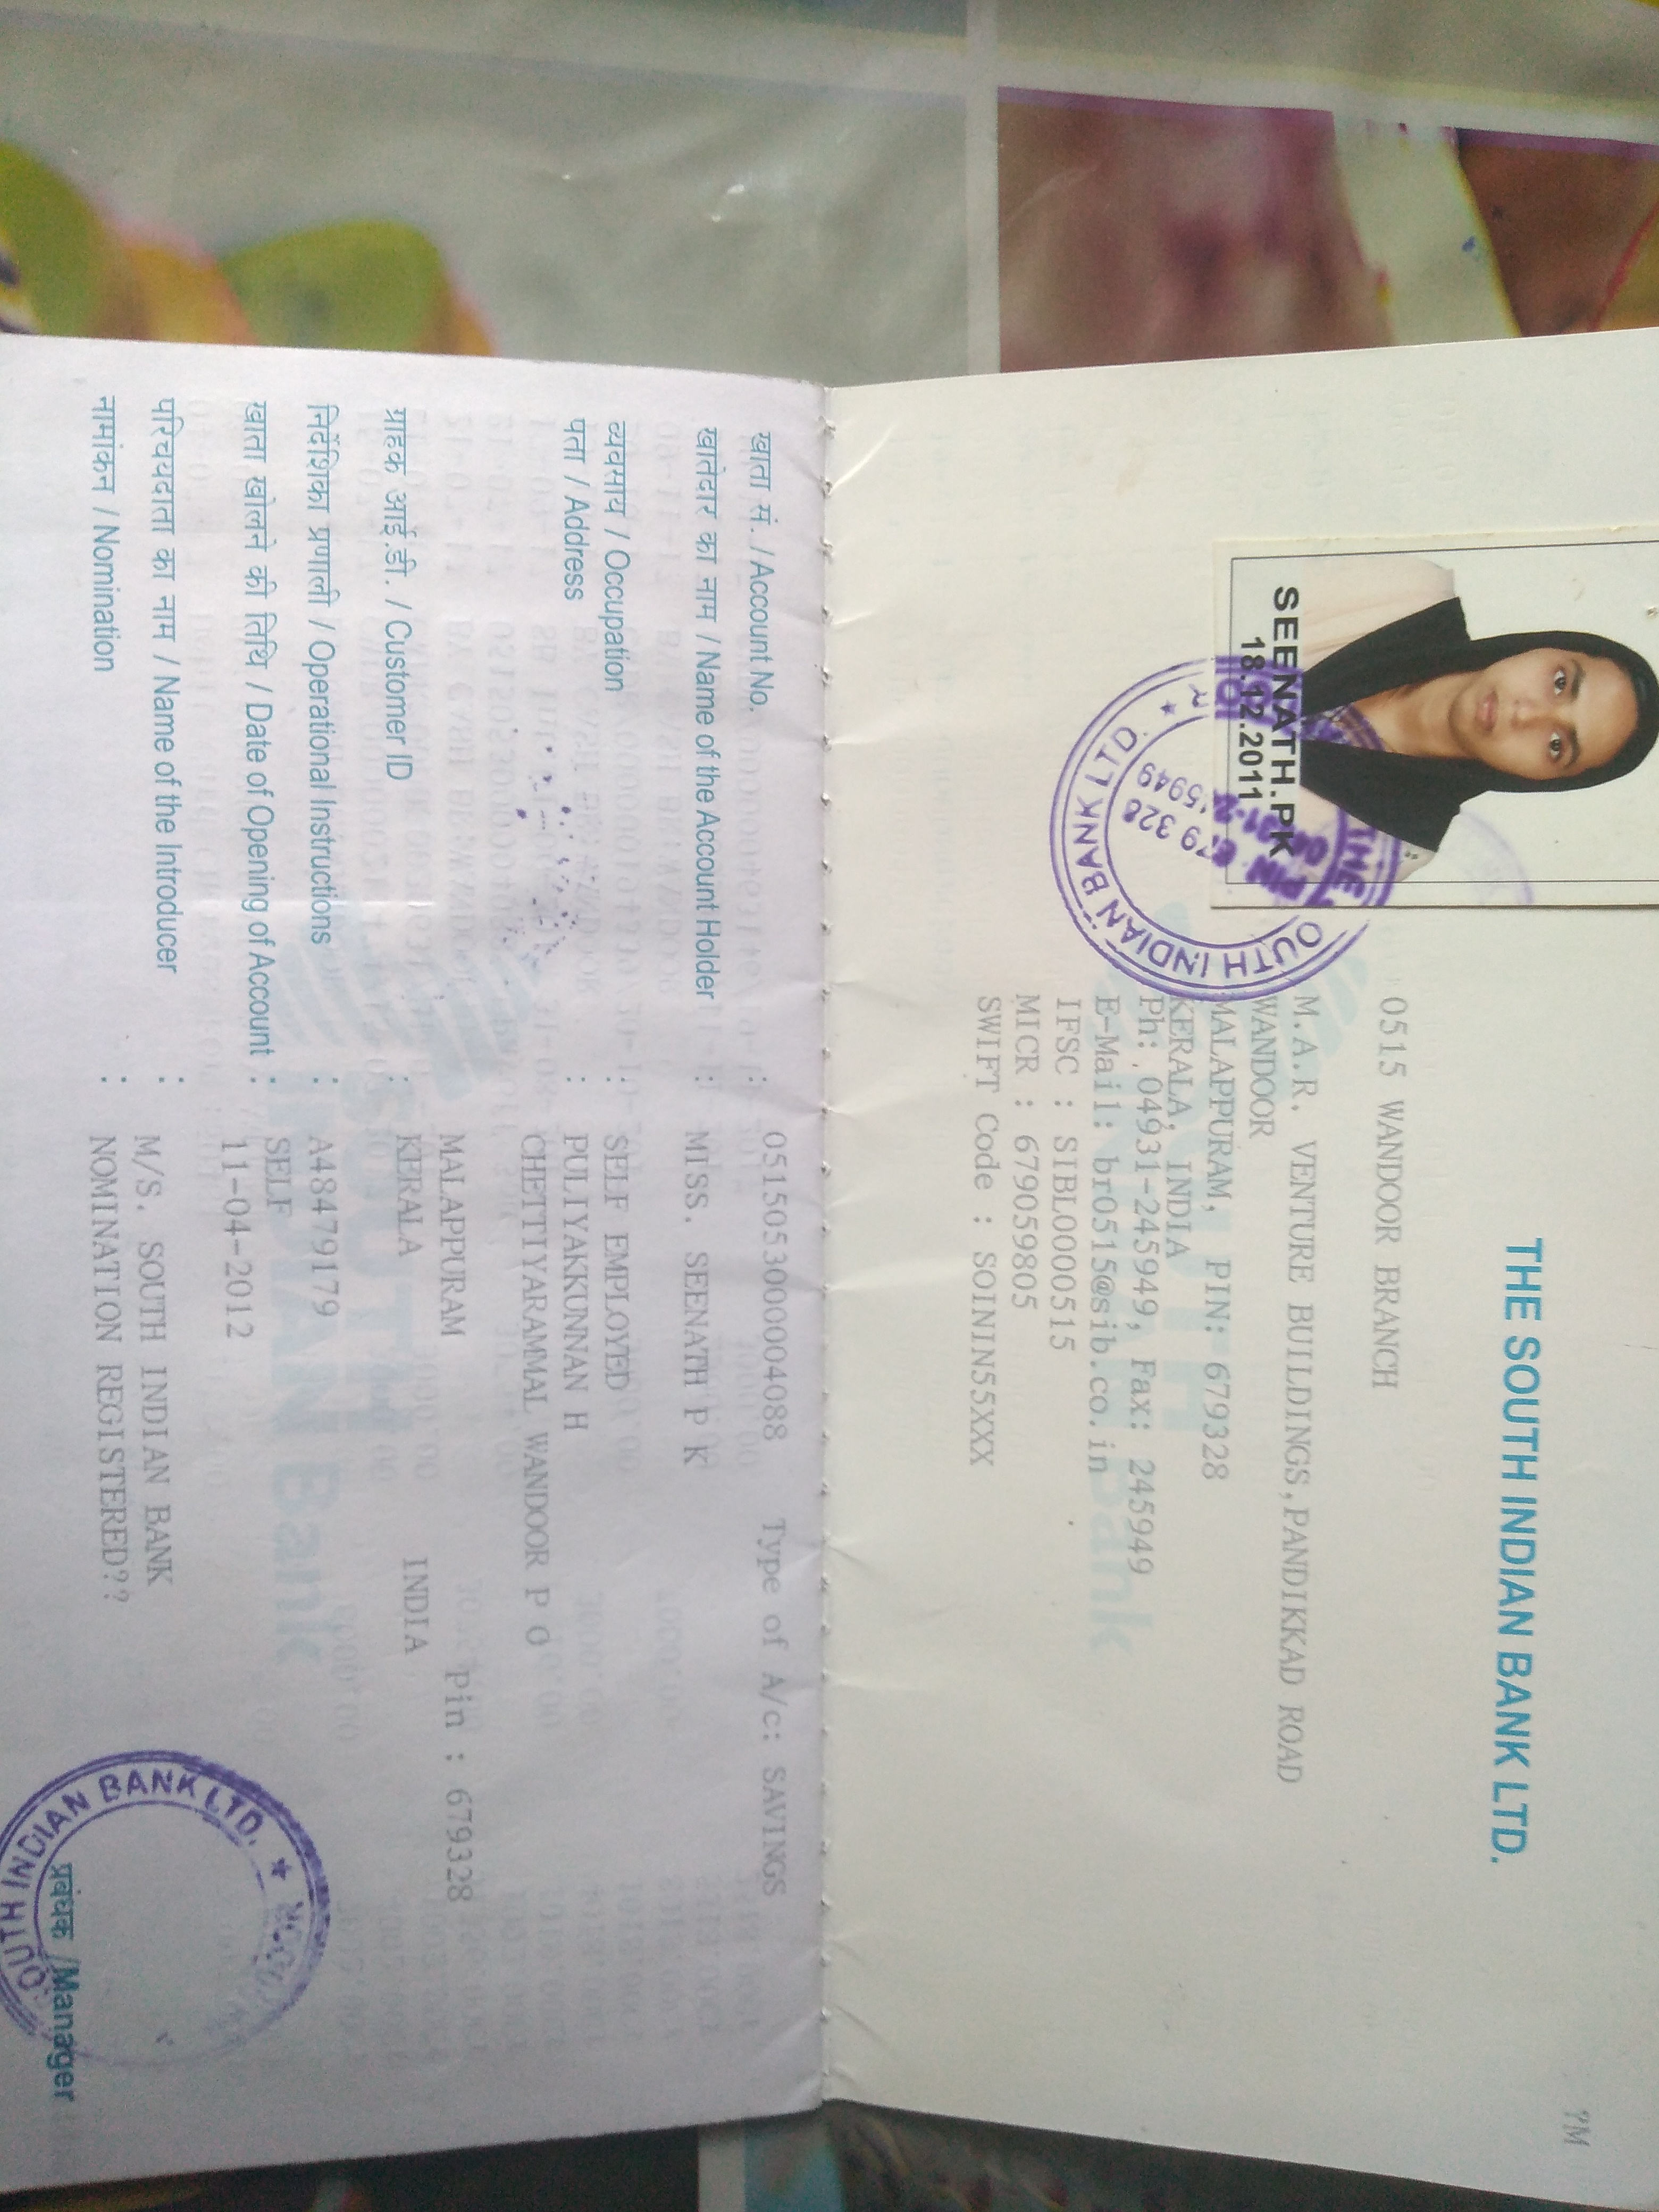 THE SOUTH INDIAN BANK LTD.
0515 WANDOOR BRANCH
M.A.R. VENTURE BUILDINGS,PANDIKKAD ROAD
WANDOOR
MALAPPURAM, PIN: 679328
KERALA, INDIA
Ph: 04931-245949, Fax: 245949
E-Mail: br0515@sib.co.in
IFSC : SIBL0000515
MICR : 679059805
SWIFT Code : SOININ55XXX
SEENATH.PK
18.12.2011
OUTH INDIAN BANK LTD. *
खाता सं. / Account No. : 0515053000004088 Type of A/c: SAVINGS
खातेदार का नाम / Name of the Account Holder : MISS. SEENATH P K
व्यवसाय / Occupation : SELF EMPLOYED
पता / Address : PULIYAKKUNNAN H
CHETTIYARAMMAL WANDOOR P O
MALAPPURAM Pin : 679328
KERALA INDIA
ग्राहक आई.डी. / Customer ID : A48479179
निर्देशिका प्रणाली / Operational Instructions : SELF
खाता खोलने की तिथि / Date of Opening of Account : 11-04-2012
परिचयदाता का नाम / Name of the Introducer : M/S. SOUTH INDIAN BANK
नामांकन / Nomination : NOMINATION REGISTERED??
OUTH INDIAN BANK LTD. *
प्रबंधक /Manager